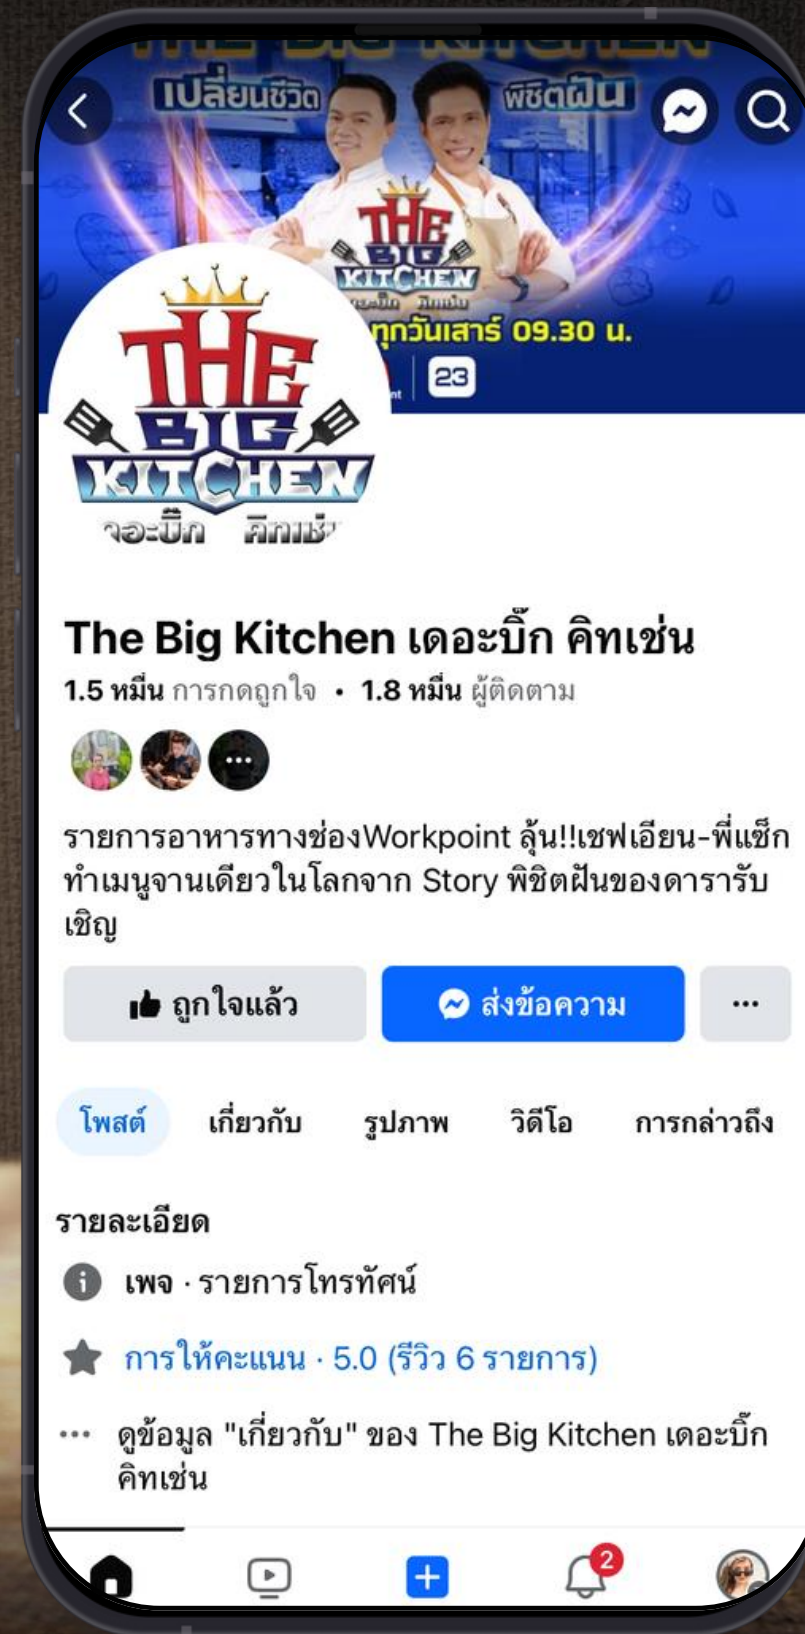 THE BIG KITCHEN
เปลี่ยนชีวิต พิชิตฝัน
THE
BIG
KITCHEN
ทุกวันเสาร์ 09.30 น.
23
THE
BIG
KITCHEN
คิทเช่น
The Big Kitchen เดอะบิ๊ก คิทเช่น
1.5 หมื่น การกดถูกใจ • 1.8 หมื่น ผู้ติดตาม
รายการอาหารทางช่องWorkpoint ลุ้น!!เชฟเอียน-พี่แซ็ก
ทำเมนูจานเดียวในโลกจาก Story พิชิตฝันของดารารับ
เชิญ
ถูกใจแล้ว
ส่งข้อความ
โพสต์ เกี่ยวกับ รูปภาพ วิดีโอ การกล่าวถึง
รายละเอียด
เพจ · รายการโทรทัศน์
การให้คะแนน · 5.0 (รีวิว 6 รายการ)
ดูข้อมูล "เกี่ยวกับ" ของ The Big Kitchen เดอะบิ๊ก
คิทเช่น
2